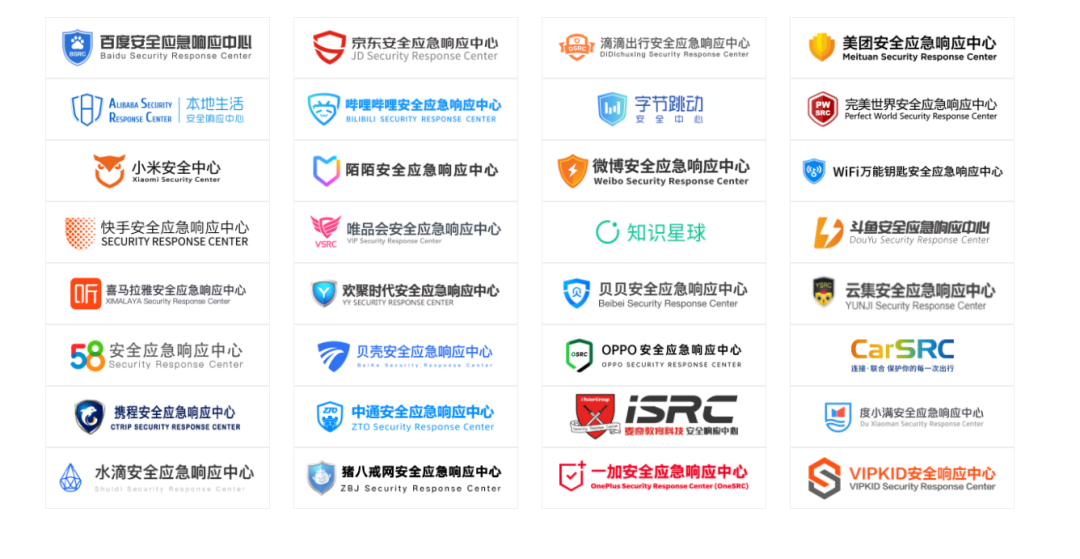 BSRC
百度安全应急响应中心
Baidu Security Response Center
京东安全应急响应中心
JD Security Response Center
DSRC
滴滴出行安全应急响应中心
DiDichuxing Security Response Center
美团安全应急响应中心
Meituan Security Response Center
ALIBABA SECURITY
RESPONSE CENTER
本地生活
安全响应中心
哔哩哔哩安全应急响应中心
BILIBILI SECURITY RESPONSE CENTER
字节跳动
安全中心
PW
SRC
完美世界安全应急响应中心
Perfect World Security Response Center
小米安全中心
Xiaomi Security Center
陌陌安全应急响应中心
微博安全应急响应中心
Weibo Security Response Center
WiFi万能钥匙安全应急响应中心
快手安全应急响应中心
SECURITY RESPONSE CENTER
VSRC
唯品会安全应急响应中心
VIP Security Response Center
知识星球
斗鱼安全应急响应中心
DouYu Security Response Center
听
喜马拉雅安全应急响应中心
XIMALAYA Security Response Center
欢聚时代安全应急响应中心
YY SECURITY RESPONSE CENTER
贝
贝贝安全应急响应中心
Beibei Security Response Center
YSRC
云集安全应急响应中心
YUNJI Security Response Center
58
安全应急响应中心
Security Response Center
贝壳安全应急响应中心
BeiKe Security Response Center
OSRC
OPPO 安全应急响应中心
OPPO SECURITY RESPONSE CENTER
CarSRC
连接·联合 保护你的每一次出行
携程安全应急响应中心
CTRIP SECURITY RESPONSE CENTER
ZTO
中通安全应急响应中心
ZTO Security Response Center
iSRC
麦奇教育科技 安全响应中心
度小满安全应急响应中心
Du Xiaoman Security Response Center
水滴安全应急响应中心
Shuidi Security Response Center
猪八戒网安全应急响应中心
ZBJ Security Response Center
一加安全应急响应中心
OnePlus Security Response Center (OneSRC)
VIPKID安全响应中心
VIPKID Security Response Center